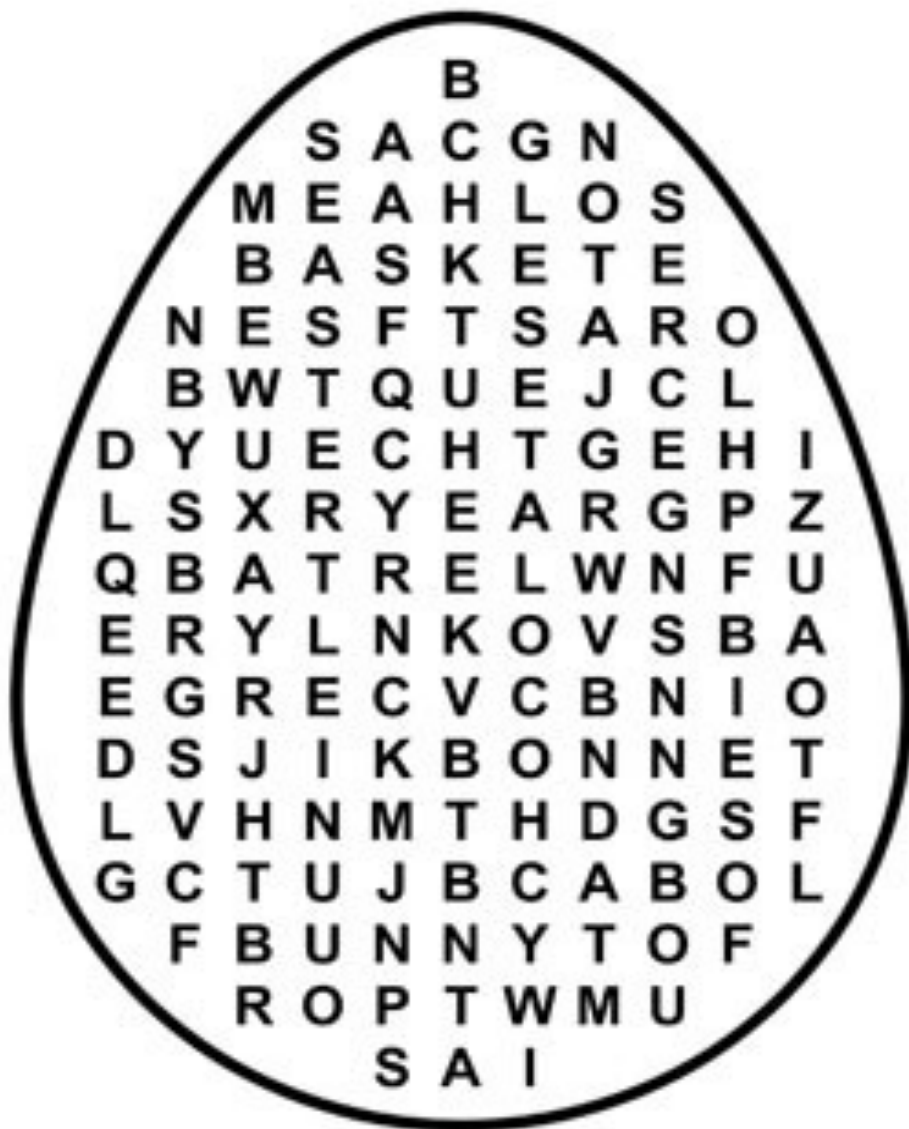 B
S A C G N
M E A H L O S
B A S K E T E
N E S F T S A R O
B W T Q U E J C L
D Y U E C H T G E H I
L S X R Y E A R G P Z
Q B A T R E L W N F U
E R Y L N K O V S B A
E G R E C V C B N I O
D S J I K B O N N E T
L V H N M T H D G S F
G C T U J B C A B O L
F B U N N Y T O F
R O P T W M U
S A I